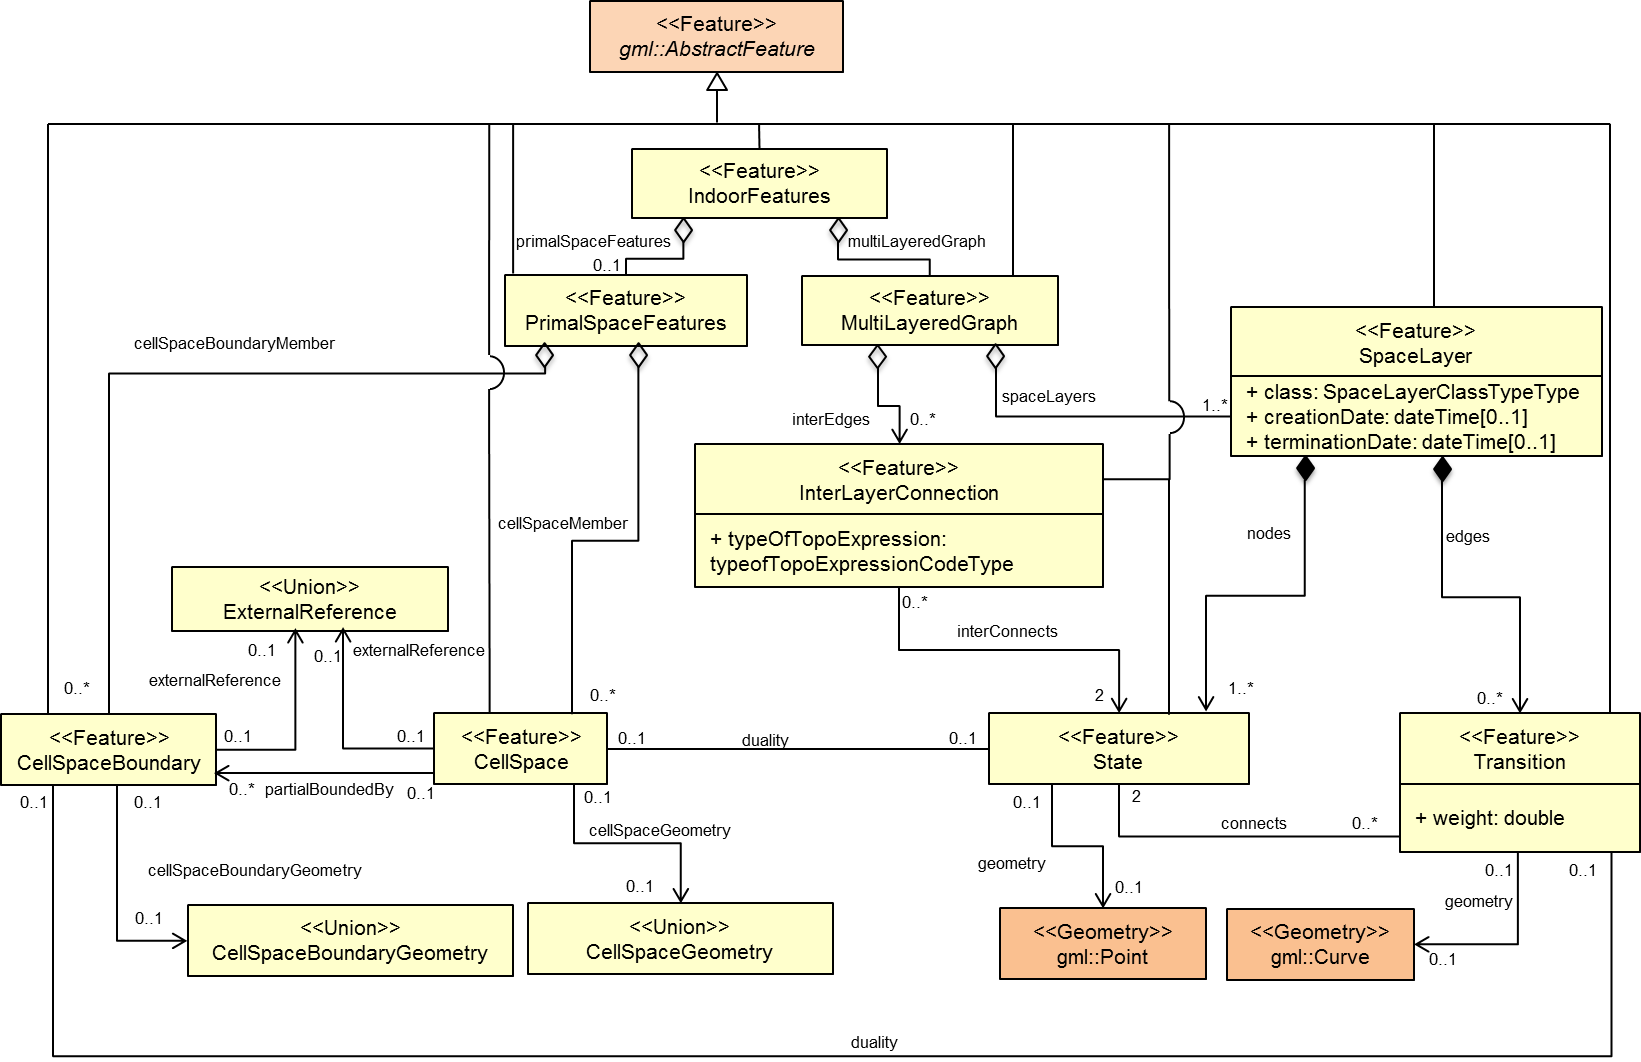 <<Feature>>
gml::AbstractFeature
<<Feature>>
IndoorFeatures
primalSpaceFeatures
multiLayeredGraph
0..1
<<Feature>>
PrimalSpaceFeatures
<<Feature>>
MultiLayeredGraph
<<Feature>>
SpaceLayer
+ class: SpaceLayerClassTypeType
+ creationDate: dateTime[0..1]
+ terminationDate: dateTime[0..1]
cellSpaceBoundaryMember
spaceLayers
1..*
interEdges
0..*
<<Feature>>
InterLayerConnection
+ typeOfTopoExpression:
typeofTopoExpressionCodeType
cellSpaceMember
nodes
edges
<<Union>>
ExternalReference
0..*
interConnects
0..1
0..1
externalReference
externalReference
0..*
0..*
2
1..*
0..*
<<Feature>>
CellSpaceBoundary
0..1
0..1
<<Feature>>
CellSpace
0..1
duality
0..1
<<Feature>>
State
<<Feature>>
Transition
+ weight: double
0..*
partialBoundedBy
0..1
0..1
0..1
0..1
0..1
2
connects
0..*
cellSpaceGeometry
geometry
0..1
0..1
cellSpaceBoundaryGeometry
0..1
0..1
geometry
0..1
<<Union>>
CellSpaceBoundaryGeometry
<<Union>>
CellSpaceGeometry
<<Geometry>>
gml::Point
<<Geometry>>
gml::Curve
0..1
duality